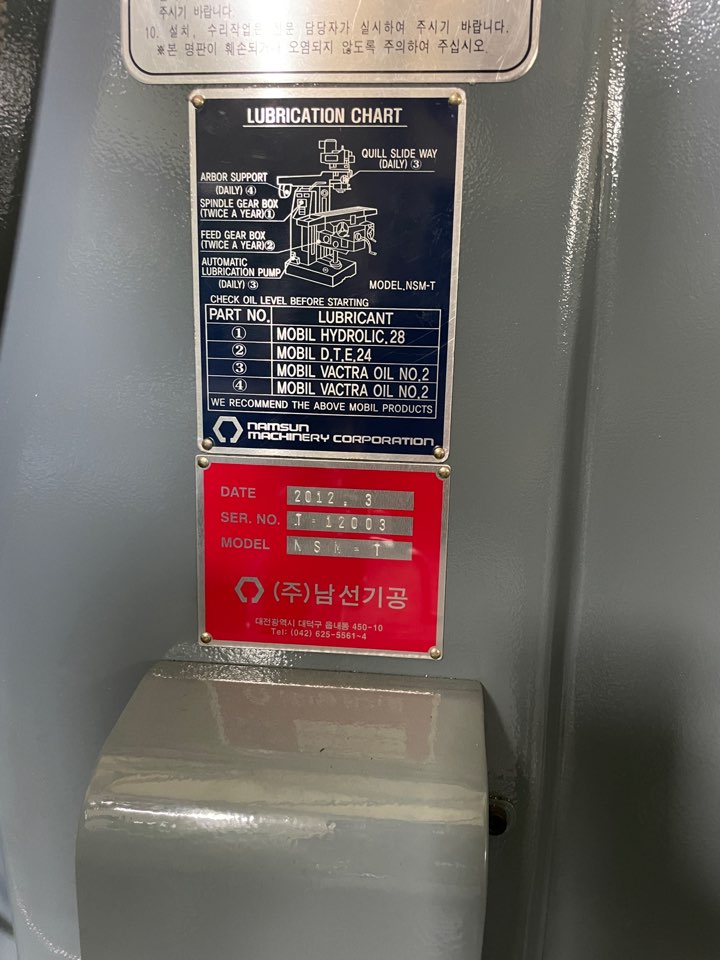 주시기 바랍니다.
10. 설치, 수리작업은 전문 담당자가 실시하여 주시기 바랍니다.
※본 명판이 훼손되거나 오염되지 않도록 주의하여 주십시오.
LUBRICATION CHART
QUILL SLIDE WAY
(DAILY) ③
ARBOR SUPPORT
(DAILY) ④
SPINDLE GEAR BOX
(TWICE A YEAR)①
FEED GEAR BOX
(TWICE A YEAR)②
AUTOMATIC
LUBRICATION PUMP
(DAILY) ③
MODEL,NSM-T
CHECK OIL LEVEL BEFORE STARTING
PART NO. LUBRICANT
① MOBIL HYDROLIC,28
② MOBIL D,T,E,24
③ MOBIL VACTRA OIL NO,2
④ MOBIL VACTRA OIL NO,2
WE RECOMMEND THE ABOVE MOBIL PRODUCTS
NAMSUN
MACHINERY CORPORATION
DATE 2012. 3
SER. NO. T-12003
MODEL NSM-T
(주)남선기공
대전광역시 대덕구 읍내동 450-10
Tel: (042) 625-5561~4